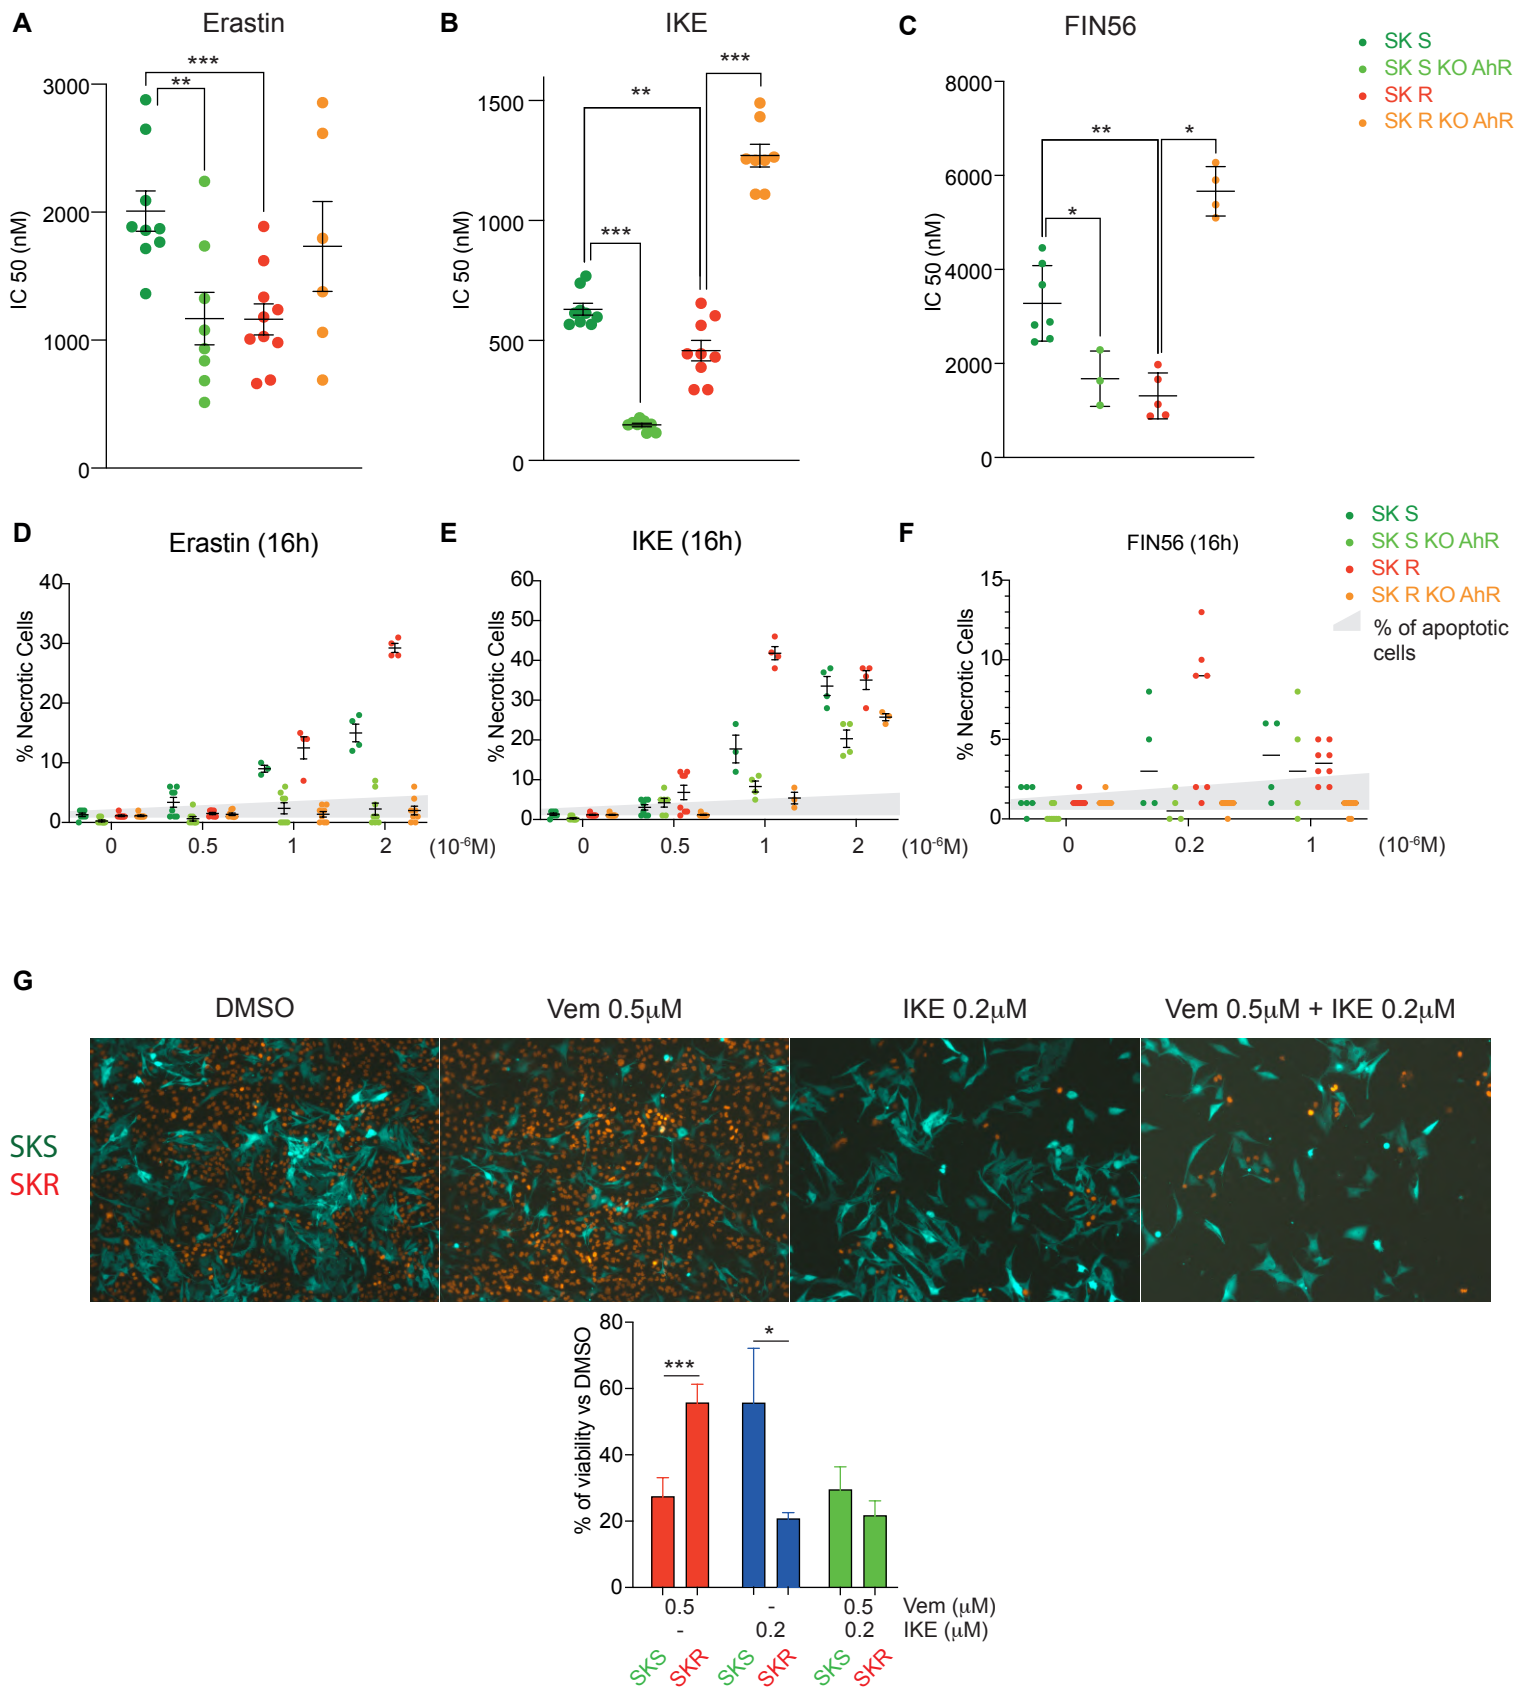 A
Erastin
B
IKE
C
FIN56
SK S
SK S KO AhR
SK R
SK R KO AhR
IC 50 (nM)
3000
2000
1000
0
***
**
IC 50 (nM)
1500
1000
500
0
***
**
***
IC 50 (nM)
8000
6000
4000
2000
0
**
*
*
D
Erastin (16h)
E
IKE (16h)
F
FIN56 (16h)
SK S
SK S KO AhR
SK R
SK R KO AhR
% of apoptotic
cells
% Necrotic Cells
40
30
20
10
0
0 0.5 1 2 (10⁻⁶M)
% Necrotic Cells
60
50
40
30
20
10
0
0 0.5 1 2 (10⁻⁶M)
% Necrotic Cells
15
10
5
0
0 0.2 1 (10⁻⁶M)
G
DMSO
Vem 0.5µM
IKE 0.2µM
Vem 0.5µM + IKE 0.2µM
SKS
SKR
% of viability vs DMSO
80
60
40
20
0
***
*
0.5 - 0.5 Vem (µM)
- 0.2 0.2 IKE (µM)
SKS SKR SKS SKR SKS SKR